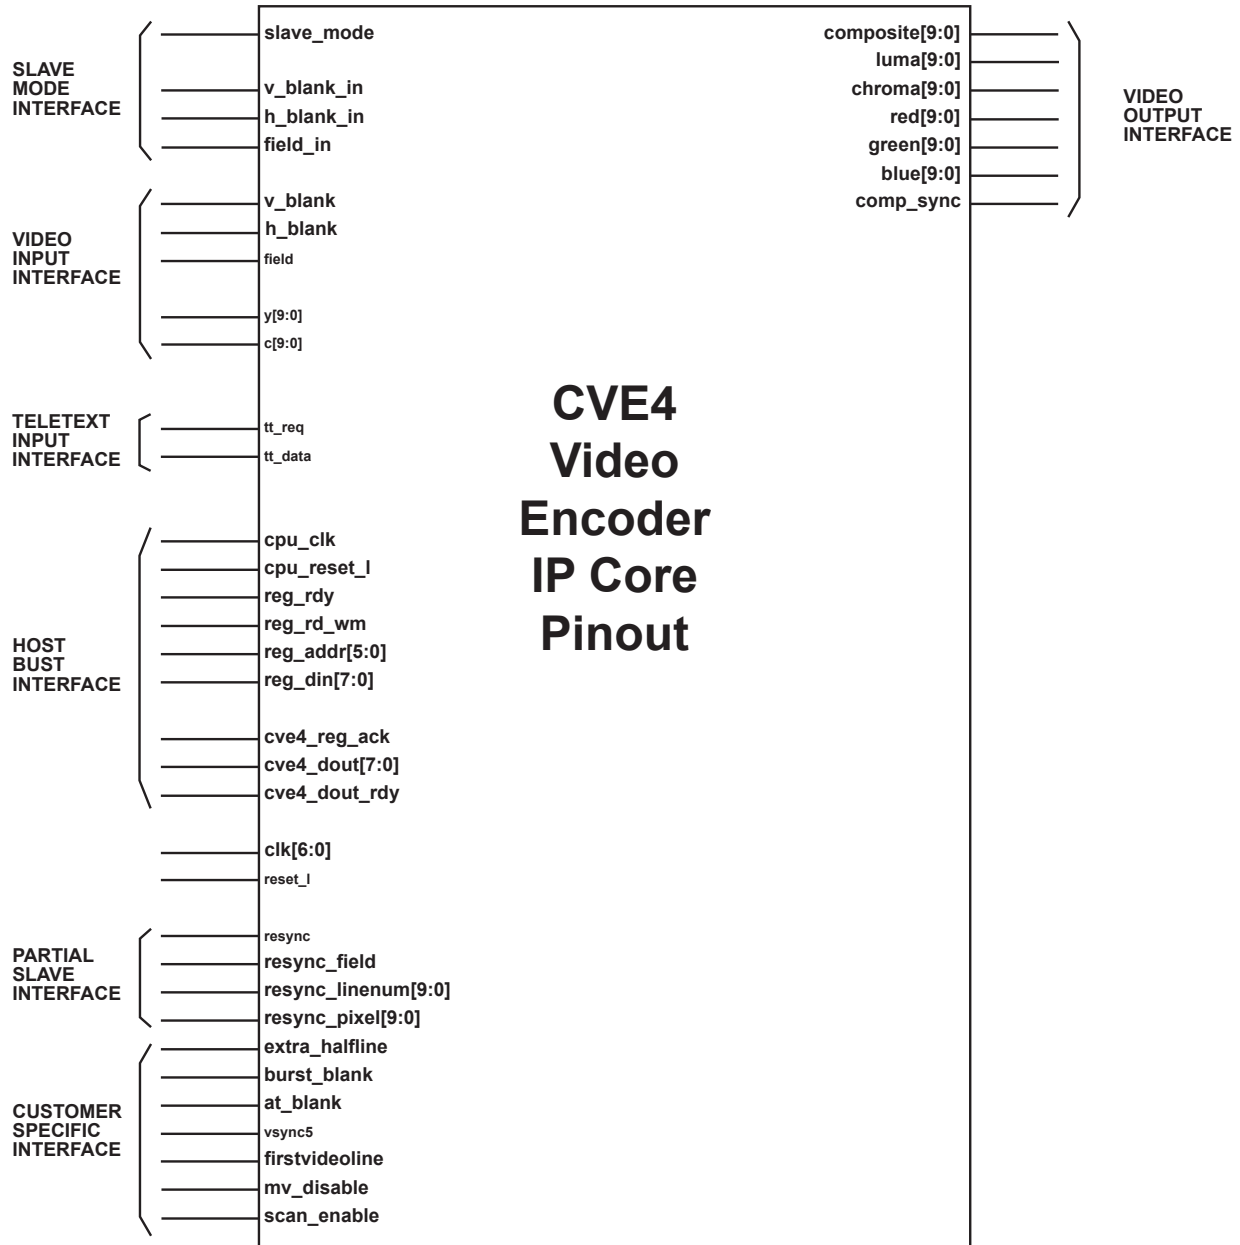 SLAVE
MODE
INTERFACE
slave_mode
v_blank_in
h_blank_in
field_in
VIDEO
INPUT
INTERFACE
v_blank
h_blank
field
y[9:0]
c[9:0]
TELETEXT
INPUT
INTERFACE
tt_req
tt_data
HOST
BUST
INTERFACE
cpu_clk
cpu_reset_l
reg_rdy
reg_rd_wm
reg_addr[5:0]
reg_din[7:0]
cve4_reg_ack
cve4_dout[7:0]
cve4_dout_rdy
clk[6:0]
reset_l
PARTIAL
SLAVE
INTERFACE
resync
resync_field
resync_linenum[9:0]
resync_pixel[9:0]
CUSTOMER
SPECIFIC
INTERFACE
extra_halfline
burst_blank
at_blank
vsync5
firstvideoline
mv_disable
scan_enable
CVE4
Video
Encoder
IP Core
Pinout
composite[9:0]
luma[9:0]
chroma[9:0]
red[9:0]
green[9:0]
blue[9:0]
comp_sync
VIDEO
OUTPUT
INTERFACE